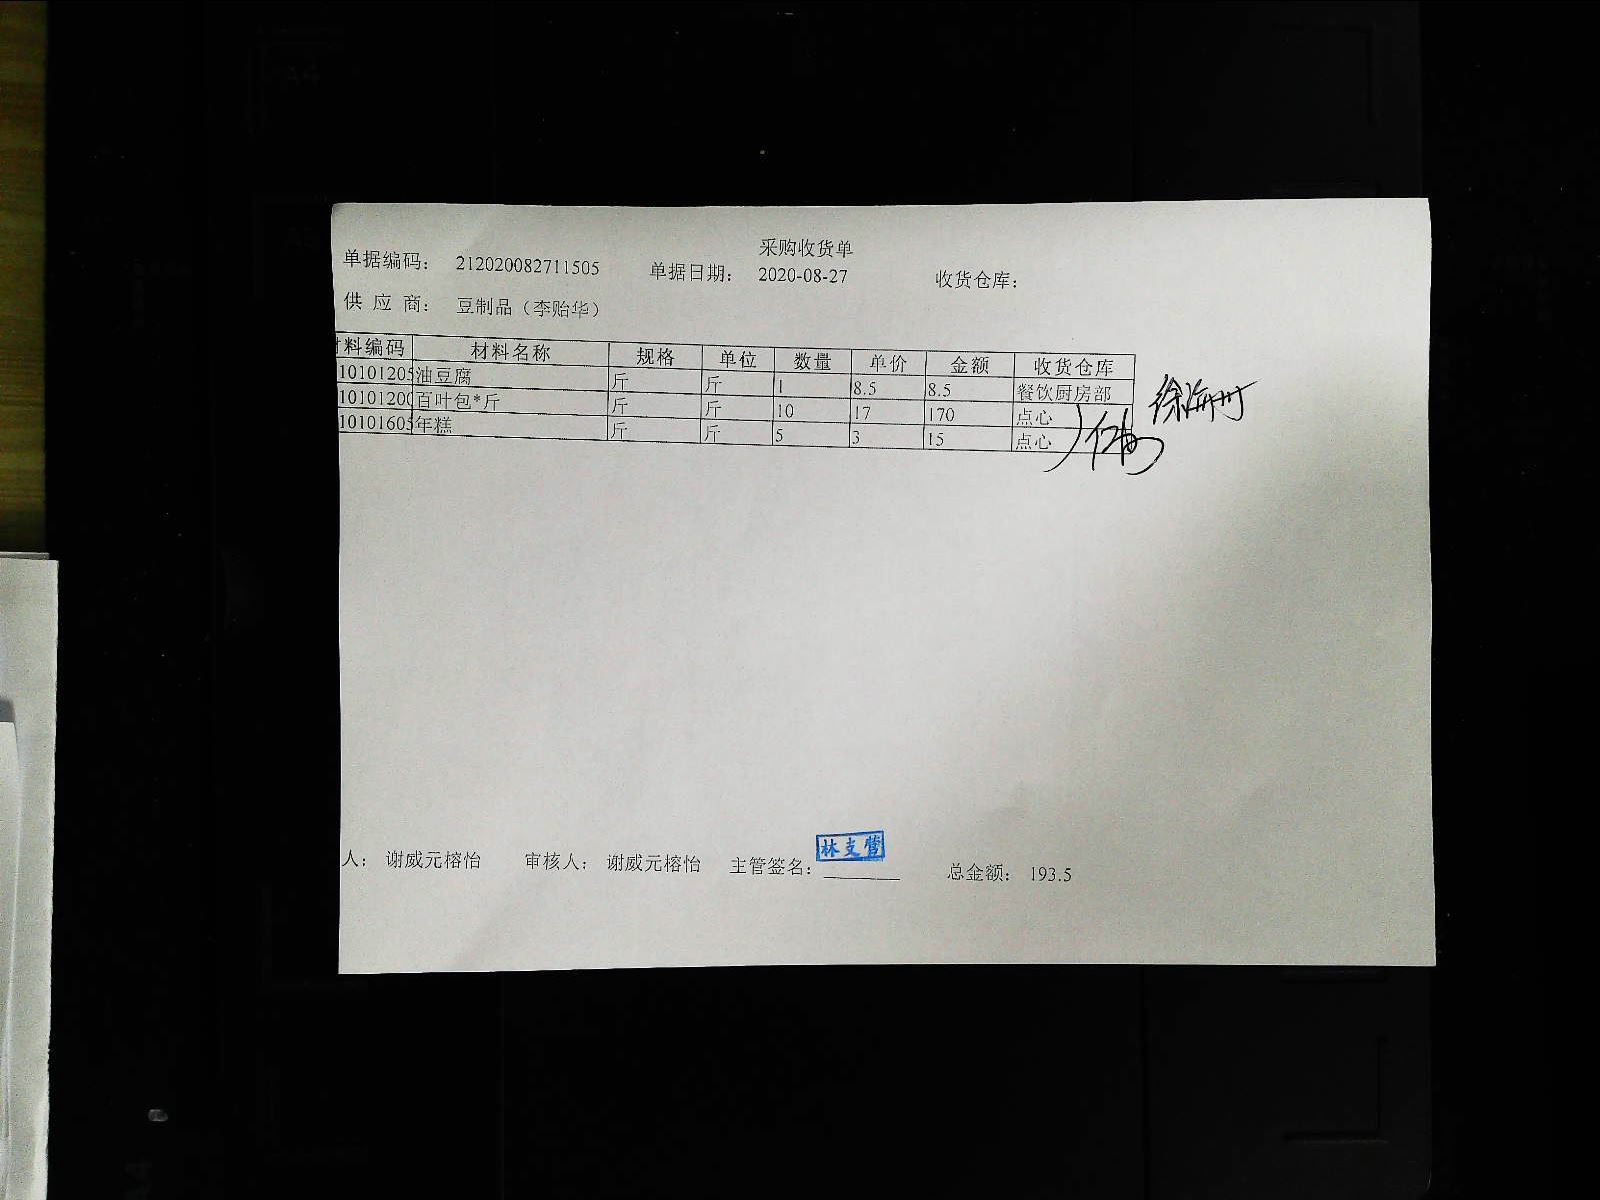 采购收货单
单据编码： 212020082711505 单据日期： 2020-08-27 收货仓库：
供 应 商： 豆制品（李贻华）
材料编码 材料名称 规格 单位 数量 单价 金额 收货仓库
10101205 油豆腐 斤 斤 1 8.5 8.5 餐饮厨房部
1010120 百叶包*斤 斤 斤 10 17 170 点心
10101605 年糕 斤 斤 5 3 15 点心
林支管
人： 谢威元榕怡 审核人： 谢威元榕怡 主管签名： 总金额： 193.5